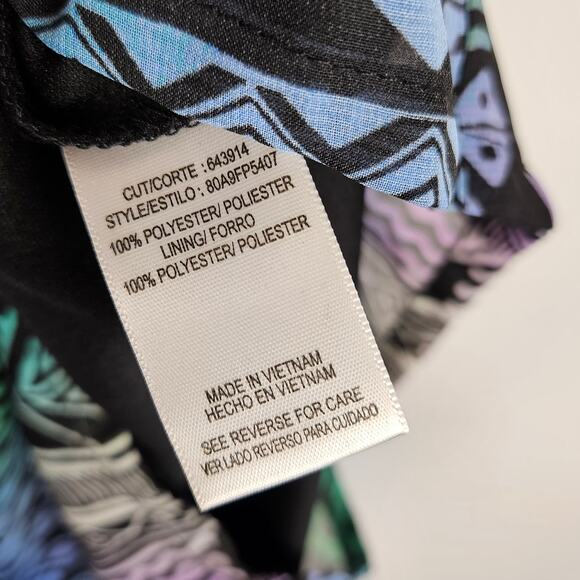 CUT/CORTE : 643914
STYLE/ESTILO : 80A9FP5407
100% POLYESTER/ POLIESTER
LINING/ FORRO
100% POLYESTER/ POLIESTER
MADE IN VIETNAM
HECHO EN VIETNAM
SEE REVERSE FOR CARE
VER LADO REVERSO PARA CUIDADO